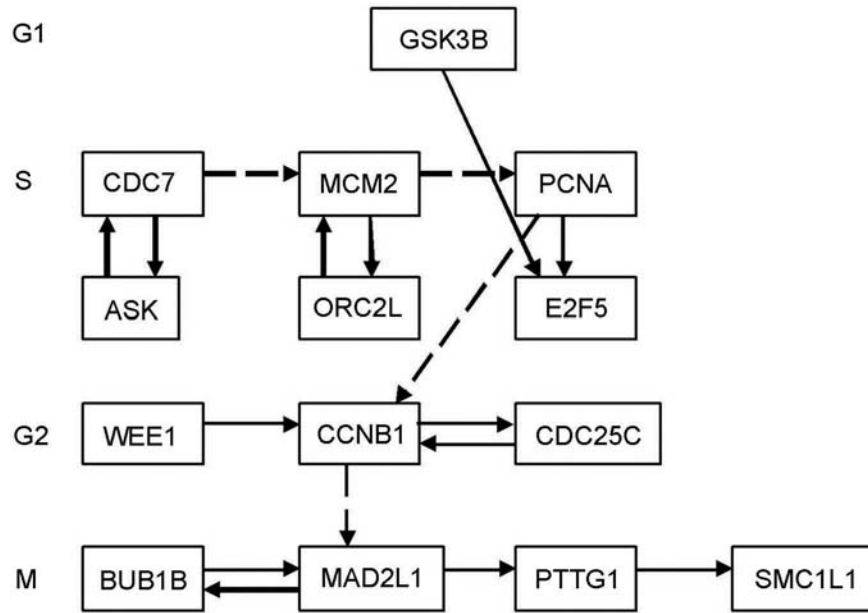 G1 GSK3B
S CDC7 MCM2 PCNA
ASK ORC2L E2F5
G2 WEE1 CCNB1 CDC25C
M BUB1B MAD2L1 PTTG1 SMC1L1